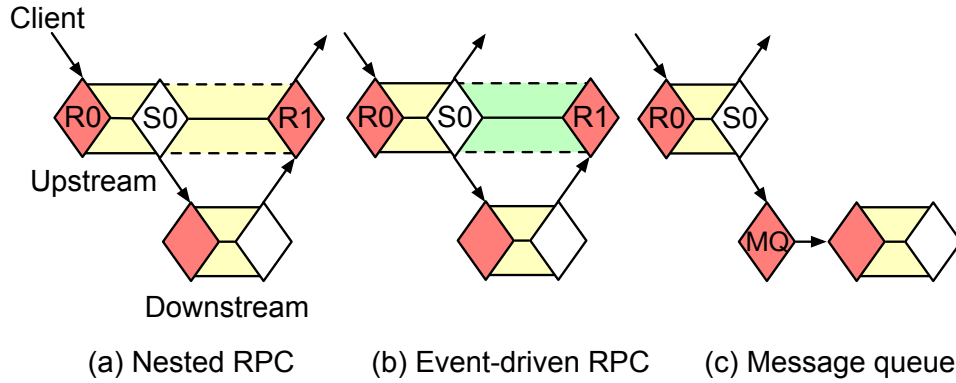 Client
R0 S0 R1 R0 S0 R1 R0 S0
Upstream
MQ
Downstream
(a) Nested RPC (b) Event-driven RPC (c) Message queue